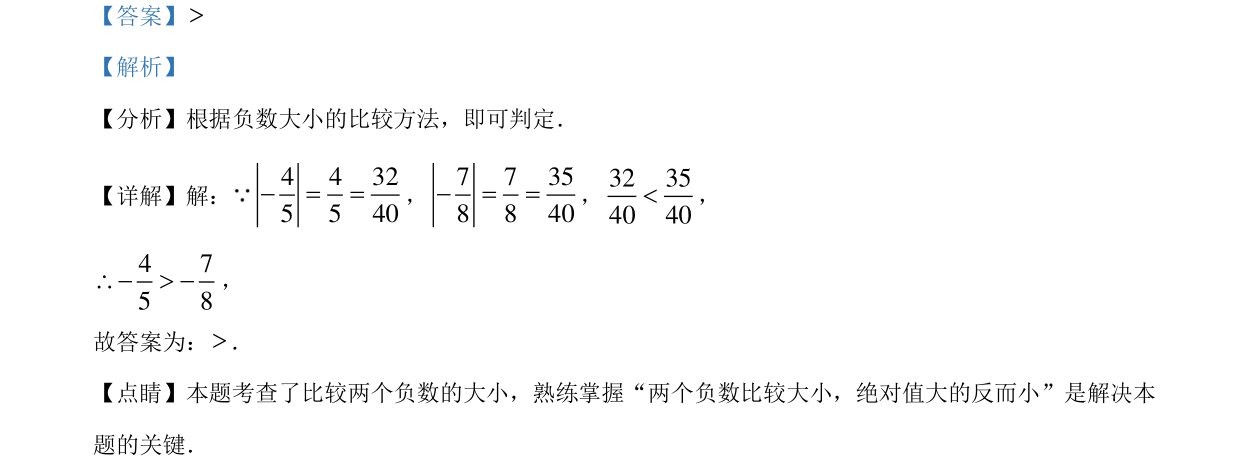 【答案】>
【解析】
【分析】根据负数大小的比较方法，即可判定．
【详解】解：∵|−4/5|=4/5=32/40，|−7/8|=7/8=35/40，32/40<35/40，
∴−4/5>−7/8，
故答案为：>．
【点睛】本题考查了比较两个负数的大小，熟练掌握“两个负数比较大小，绝对值大的反而小”是解决本
题的关键．